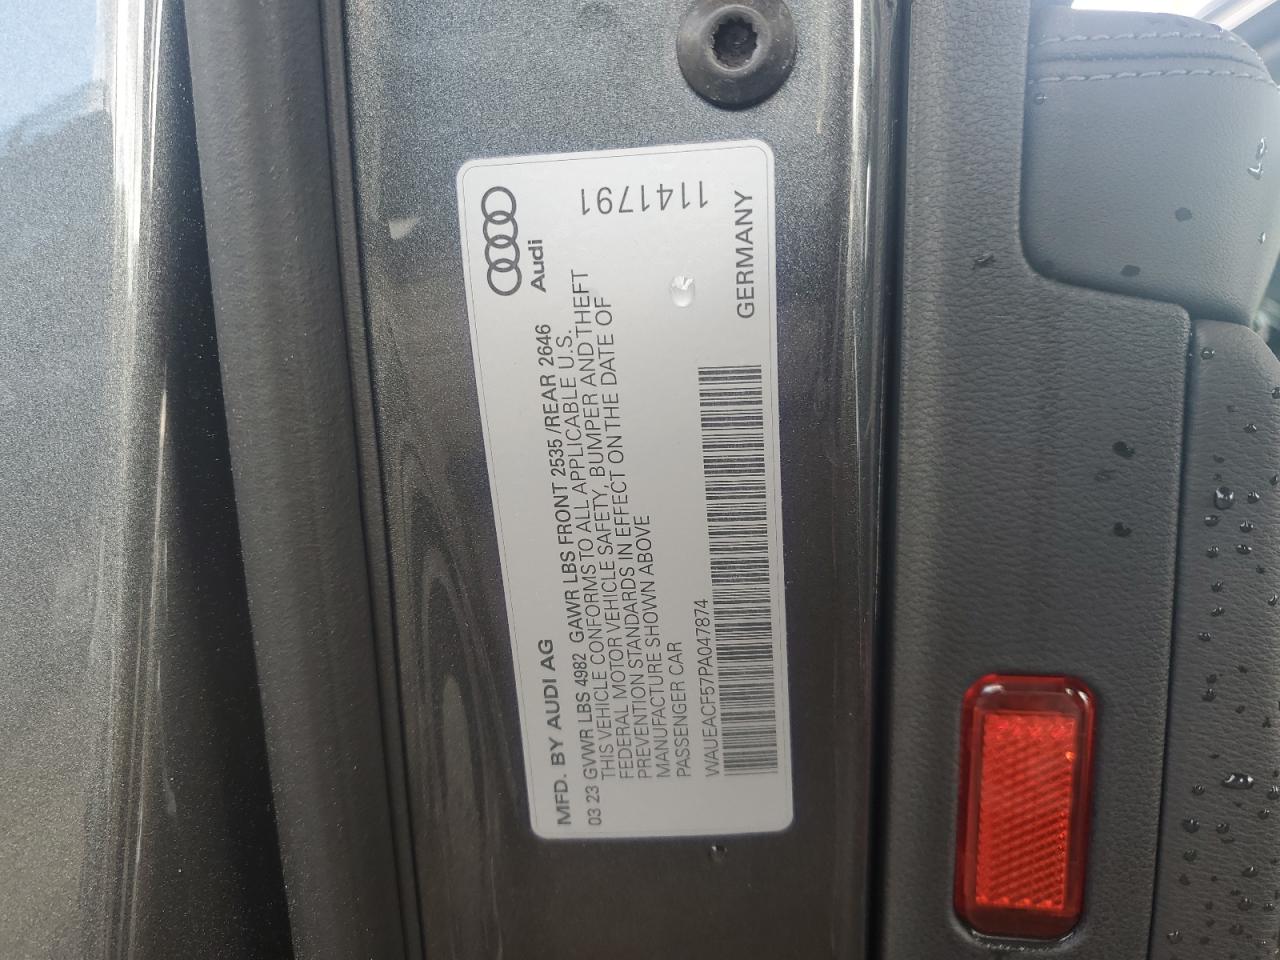 Audi
MFD. BY AUDI AG
03 23 GVWR LBS 4982 GAWR LBS FRONT 2535 /REAR 2646
THIS VEHICLE CONFORMS TO ALL APPLICABLE U.S.
FEDERAL MOTOR VEHICLE SAFETY, BUMPER AND THEFT
PREVENTION STANDARDS IN EFFECT ON THE DATE OF
MANUFACTURE SHOWN ABOVE
PASSENGER CAR
WAUEACF57PA047874
1141791
GERMANY